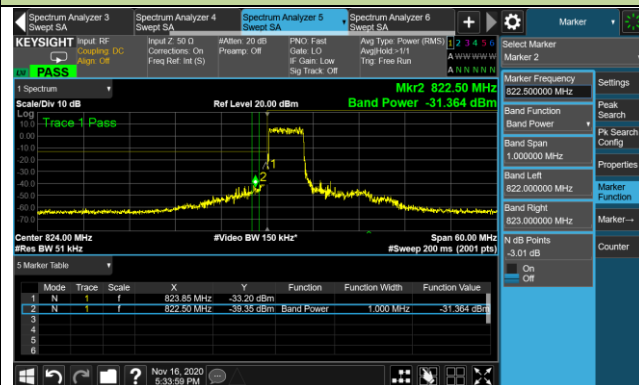 Spectrum Analyzer 3
Swept SA
Spectrum Analyzer 4
Swept SA
Spectrum Analyzer 5
Swept SA
Spectrum Analyzer 6
Swept SA
+
Marker
KEYSIGHT
Input: RF
Coupling: DC
Align: Off
Input Z: 50 Ω
Corrections: On
Freq Ref: Int (S)
#Atten: 20 dB
Preamp: Off
PNO: Fast
Gate: LO
IF Gain: Low
Sig Track: Off
Avg Type: Power (RMS)
Avg|Hold:>1/1
Trig: Free Run
1 2 3 4 5 6
A W W W W W
A N N N N N
LXI
PASS
Select Marker
Marker 2
1 Spectrum
Scale/Div 10 dB
Ref Level 20.00 dBm
Mkr2 822.50 MHz
Band Power -31.364 dBm
Log
Trace 1 Pass
10.0
0.00
-10.0
-20.0
-30.0
-40.0
-50.0
-60.0
-70.0
1
2
Center 824.00 MHz
#Res BW 51 kHz
#Video BW 150 kHz*
Span 60.00 MHz
#Sweep 200 ms (2001 pts)
Marker Frequency
822.500000 MHz
Band Function
Band Power
Band Span
1.000000 MHz
Band Left
822.000000 MHz
Band Right
823.000000 MHz
N dB Points
-3.01 dB
On
Off
Settings
Peak
Search
Pk Search
Config
Properties
Marker
Function
Marker→
Counter
5 Marker Table
Mode Trace Scale X Y Function Function Width Function Value
1 N 1 f 823.85 MHz -33.20 dBm
2 N 1 f 822.50 MHz -39.35 dBm Band Power 1.000 MHz -31.364 dBm
3
4
5
6
?
Nov 16, 2020
5:33:59 PM